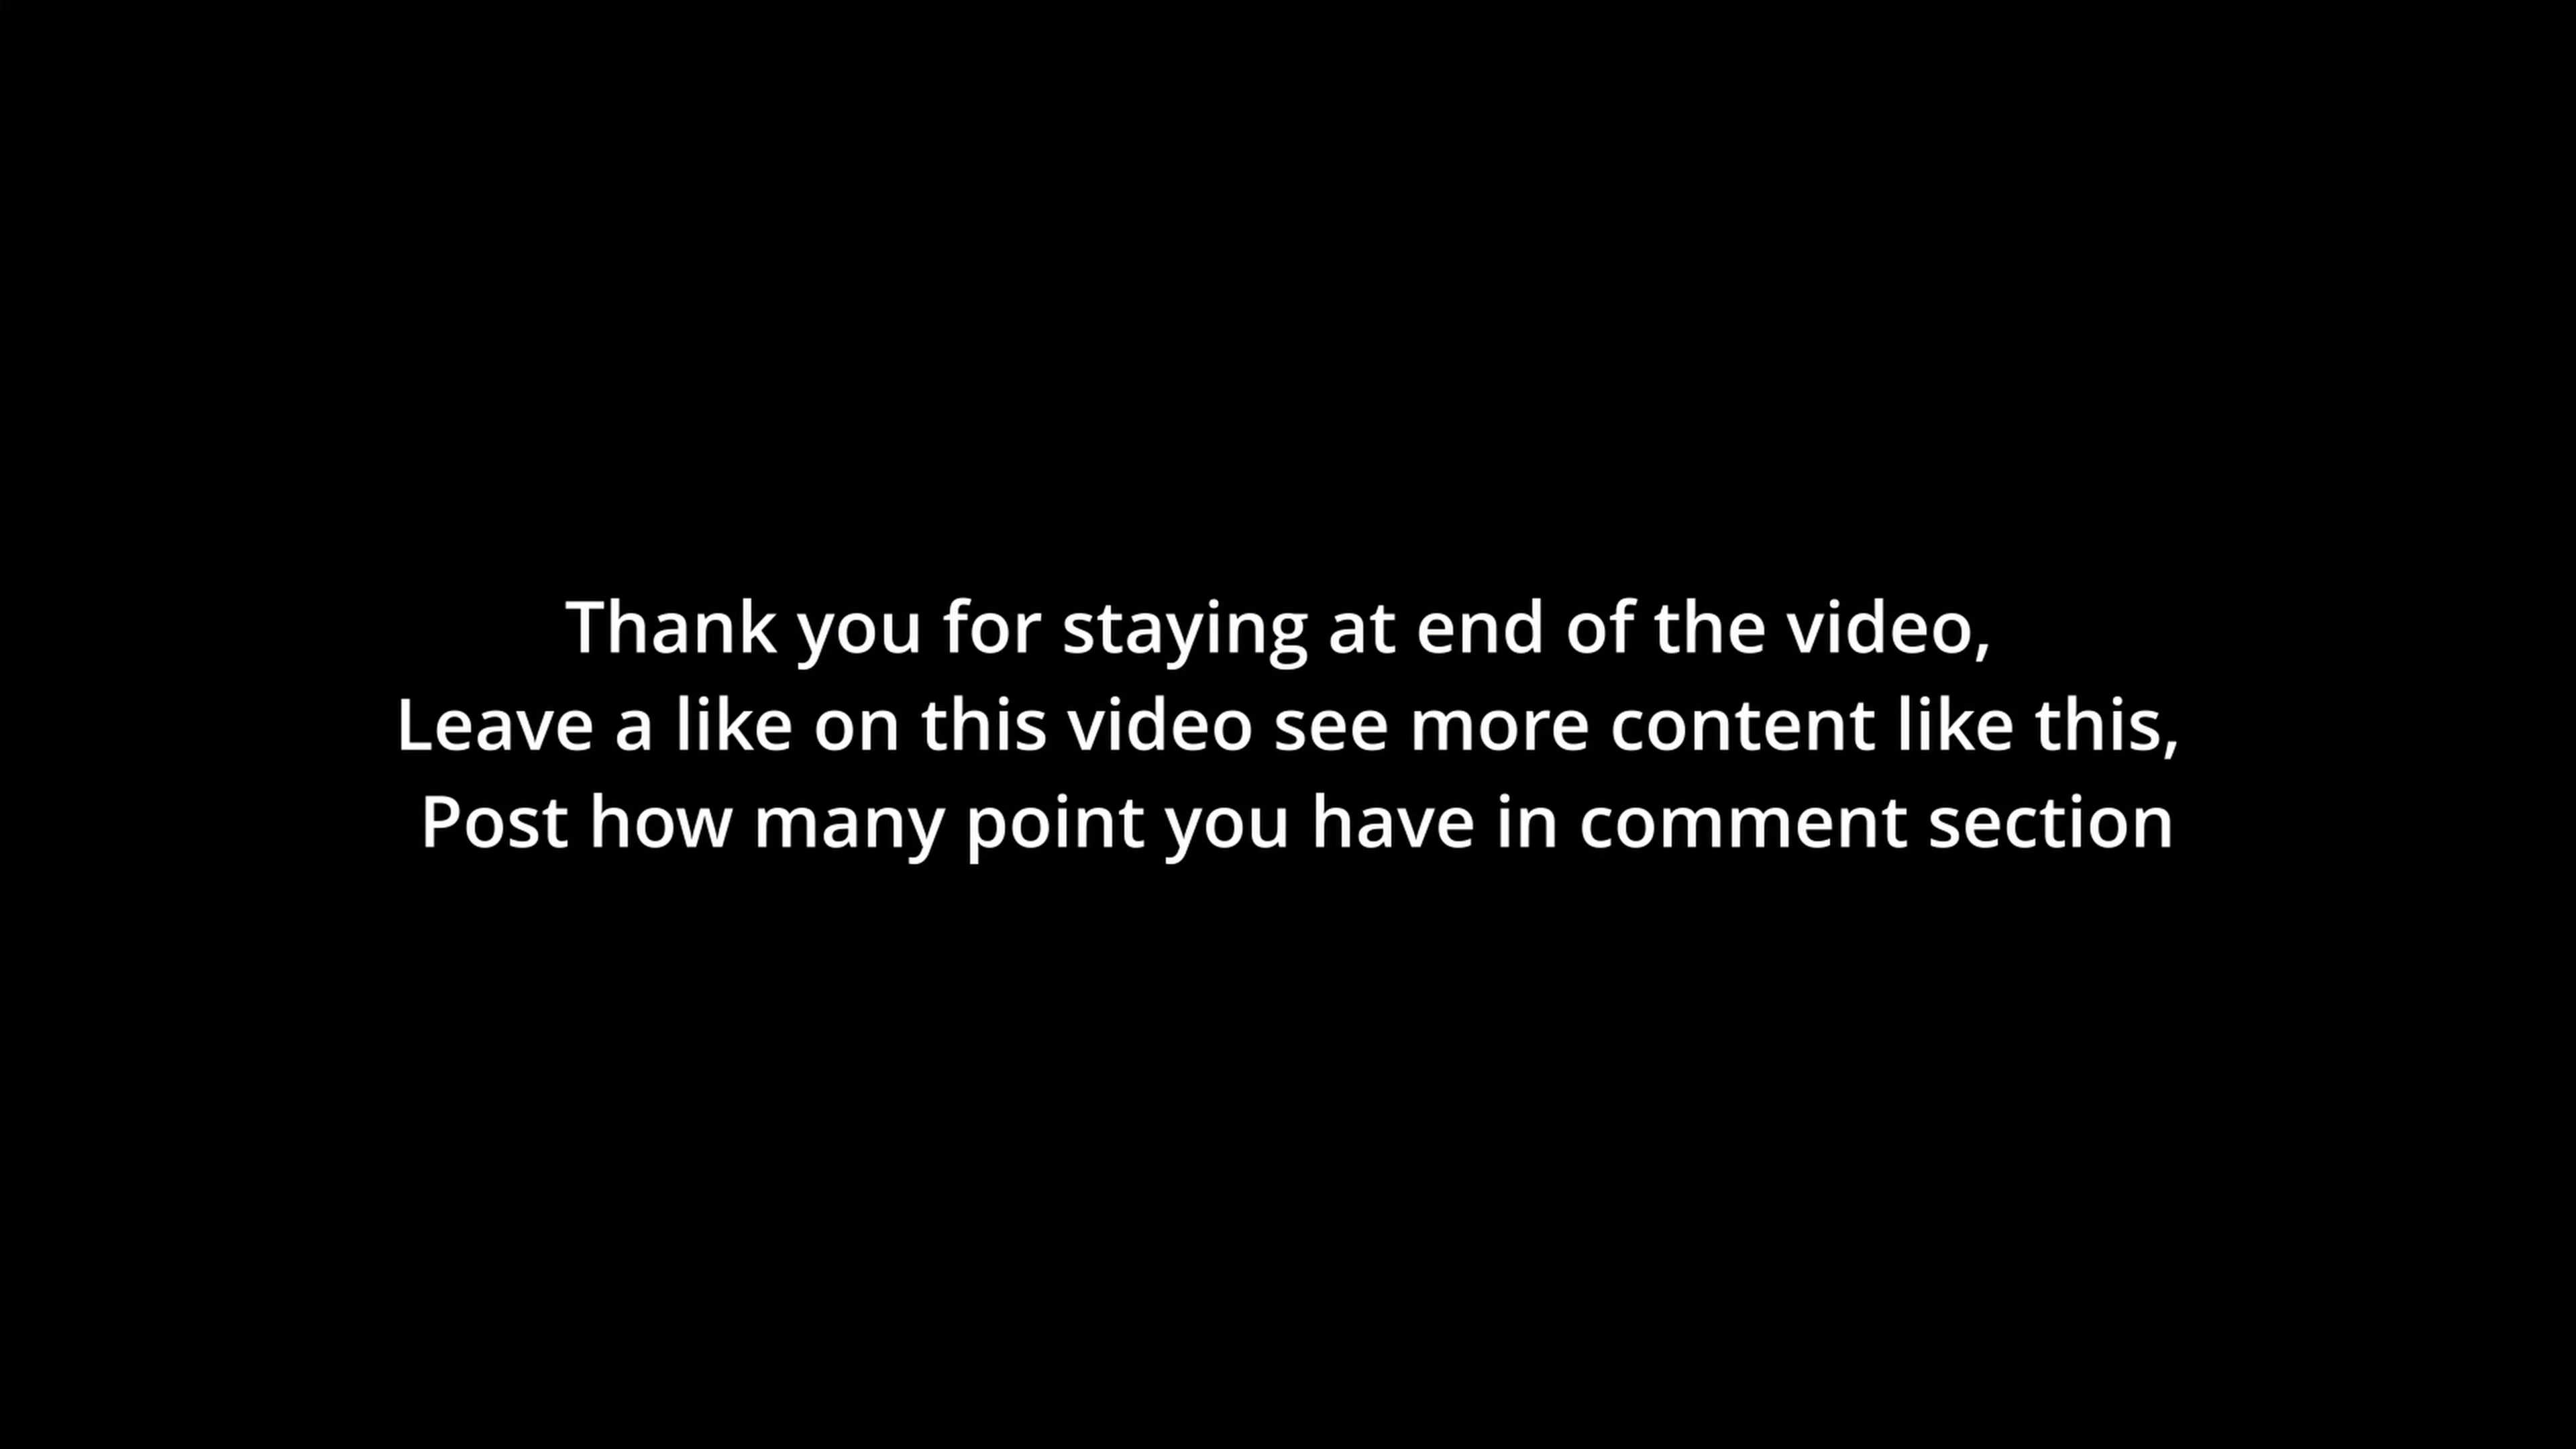 Thank you for staying at end of the video,
Leave a like on this video see more content like this,
Post how many point you have in comment section